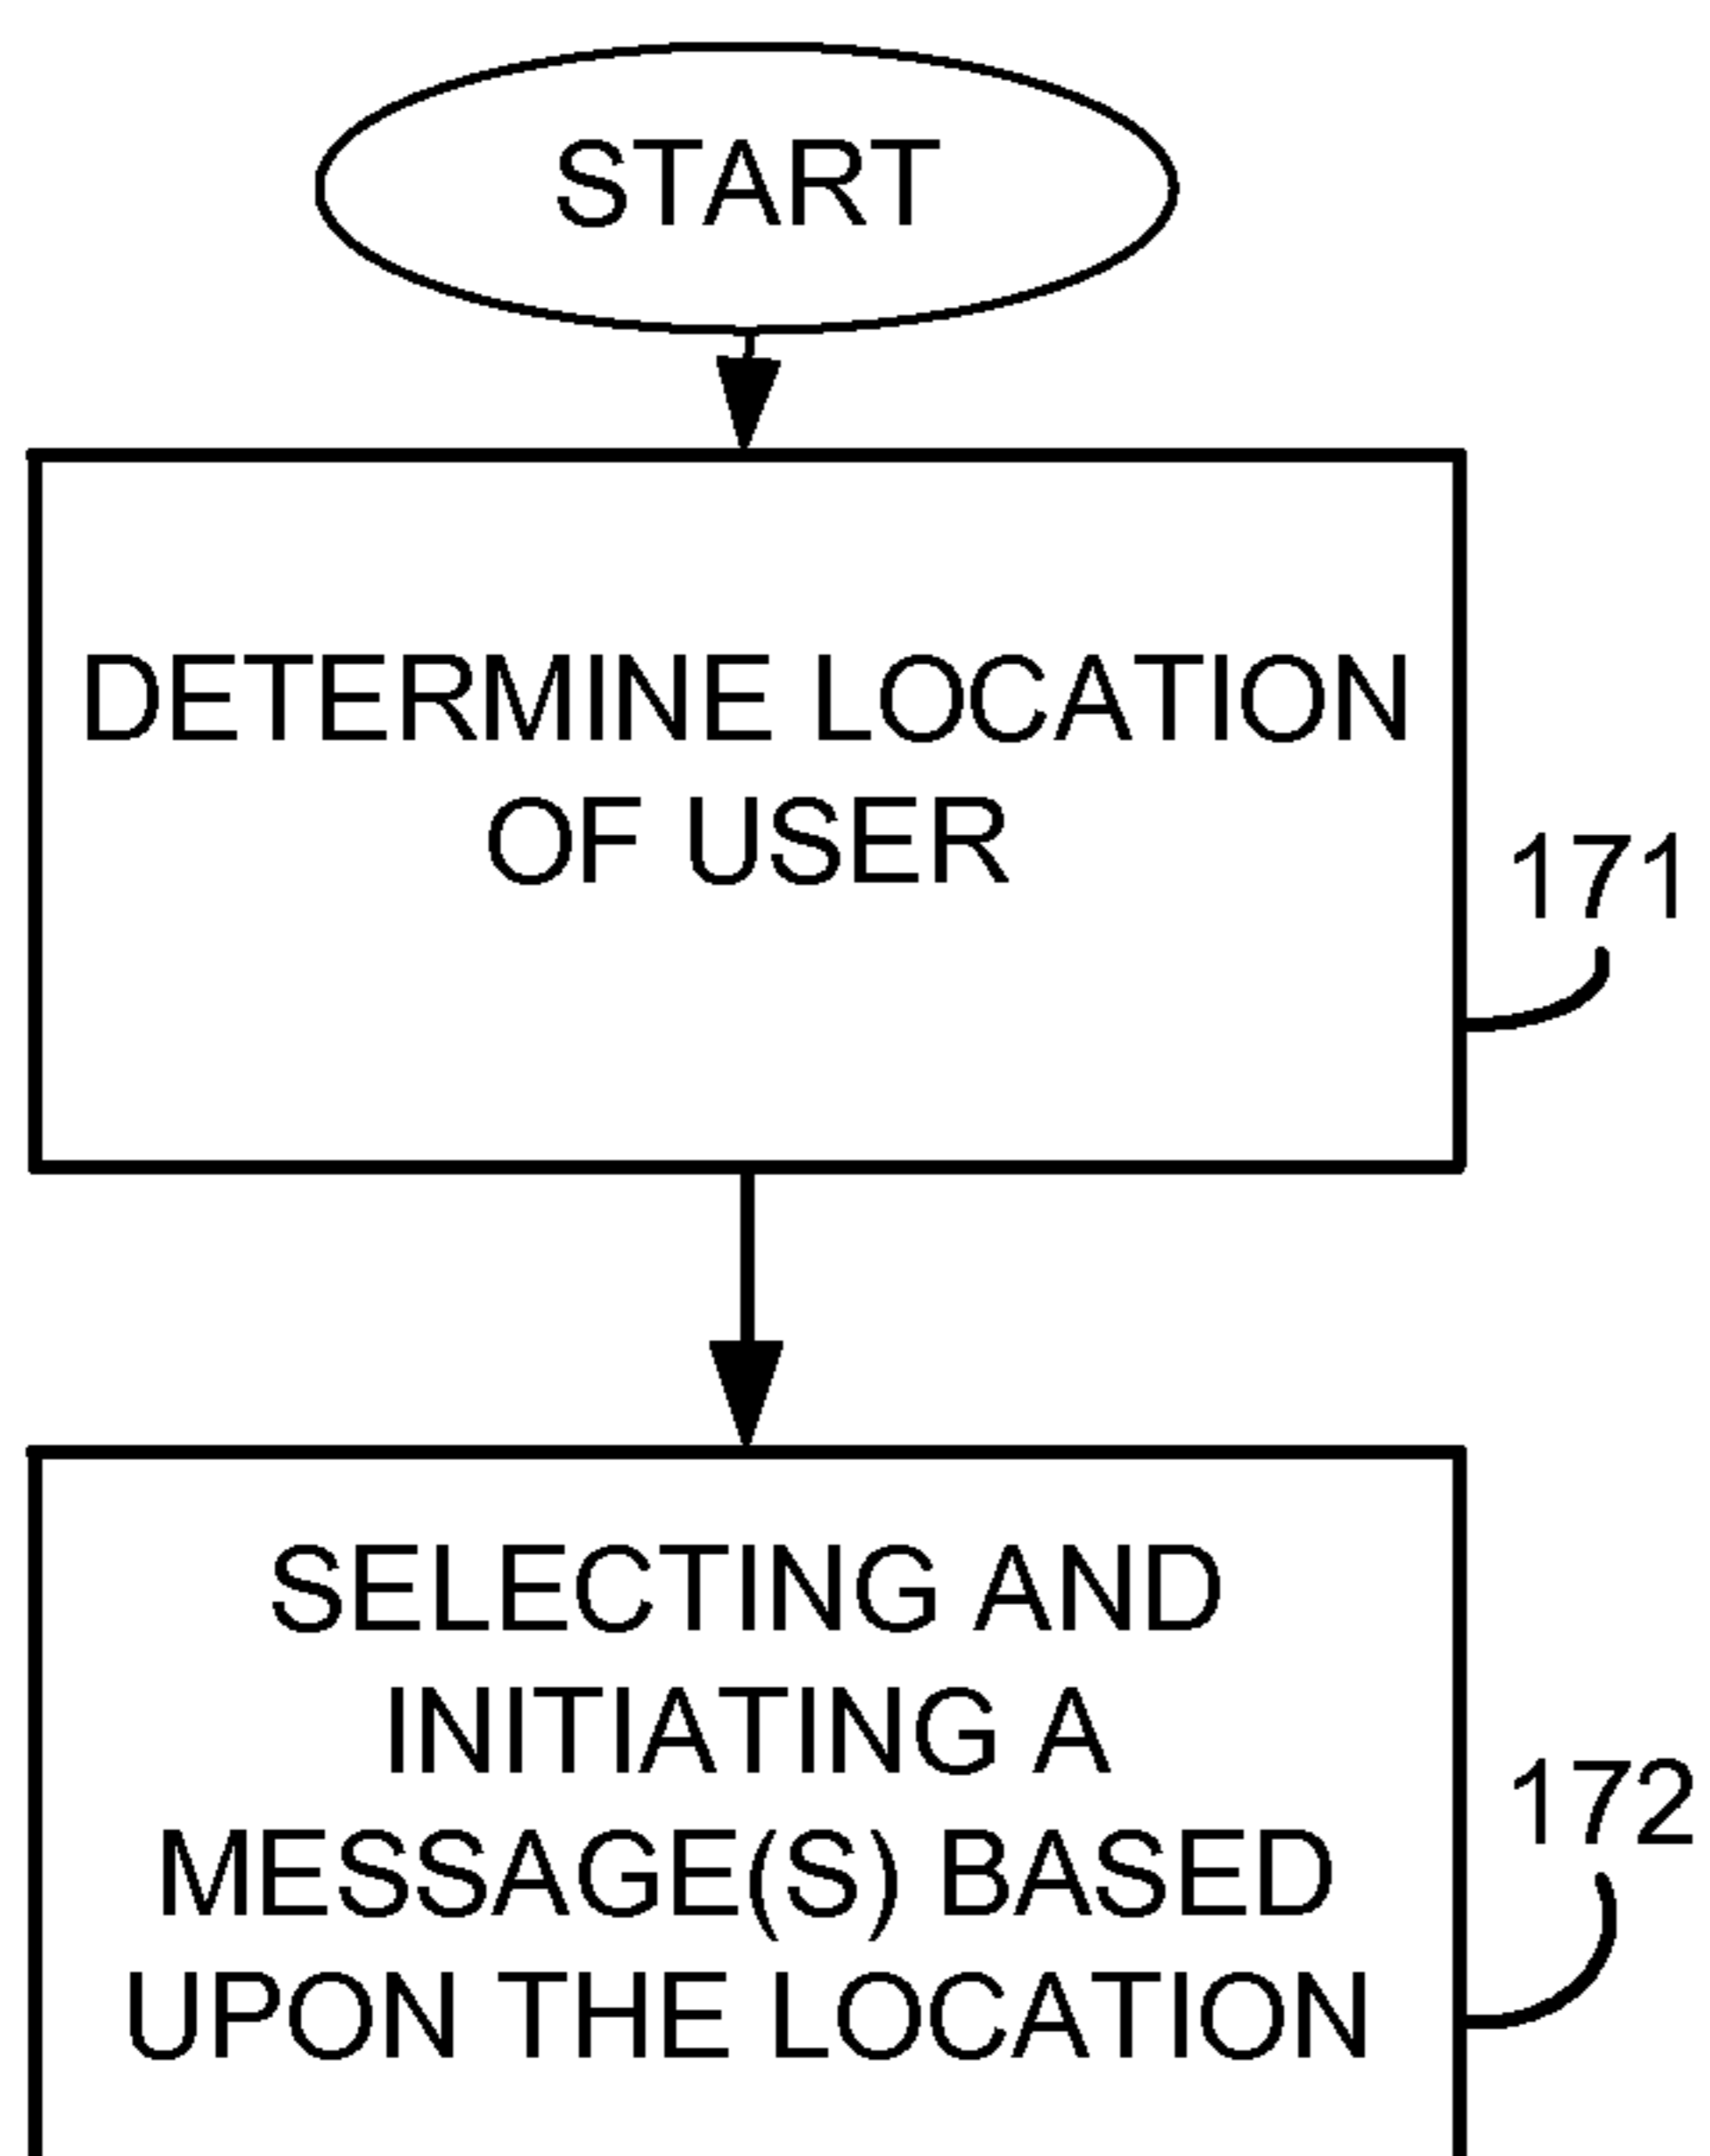 START
DETERMINE LOCATION
OF USER
171
SELECTING AND
INITIATING A
MESSAGE(S) BASED
UPON THE LOCATION
172